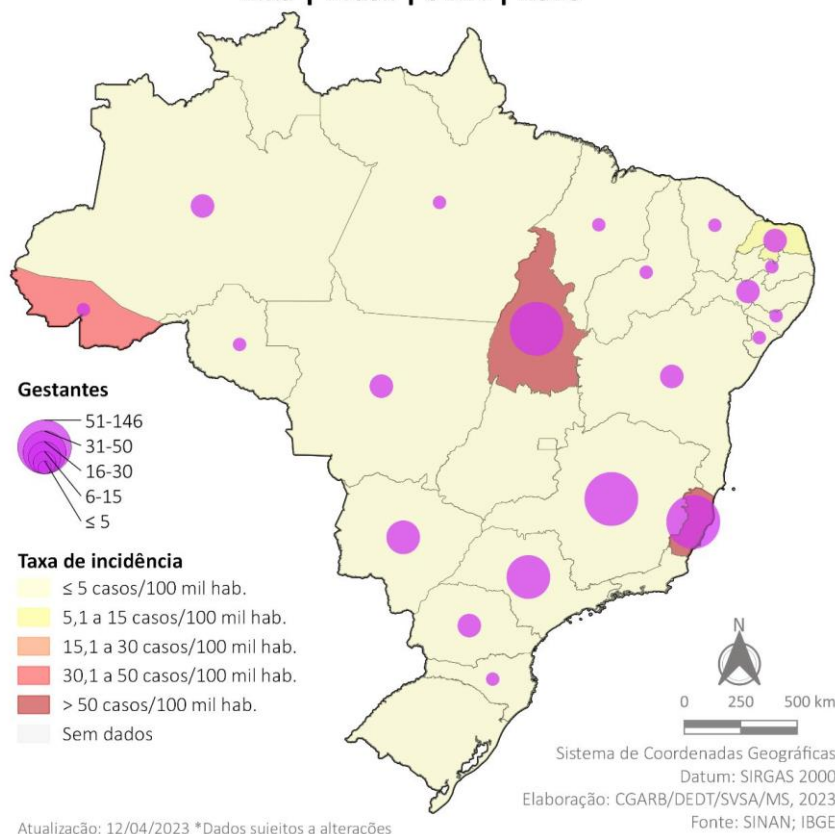 Gestantes
51-146
31-50
16-30
6-15
≤ 5
Taxa de incidência
≤ 5 casos/100 mil hab.
5,1 a 15 casos/100 mil hab.
15,1 a 30 casos/100 mil hab.
30,1 a 50 casos/100 mil hab.
> 50 casos/100 mil hab.
Sem dados
N
0 250 500 km
Sistema de Coordenadas Geográficas
Datum: SIRGAS 2000
Elaboração: CGARB/DEDT/SVSA/MS, 2023
Fonte: SINAN; IBGE
Atualização: 12/04/2023 *Dados sujeitos a alterações